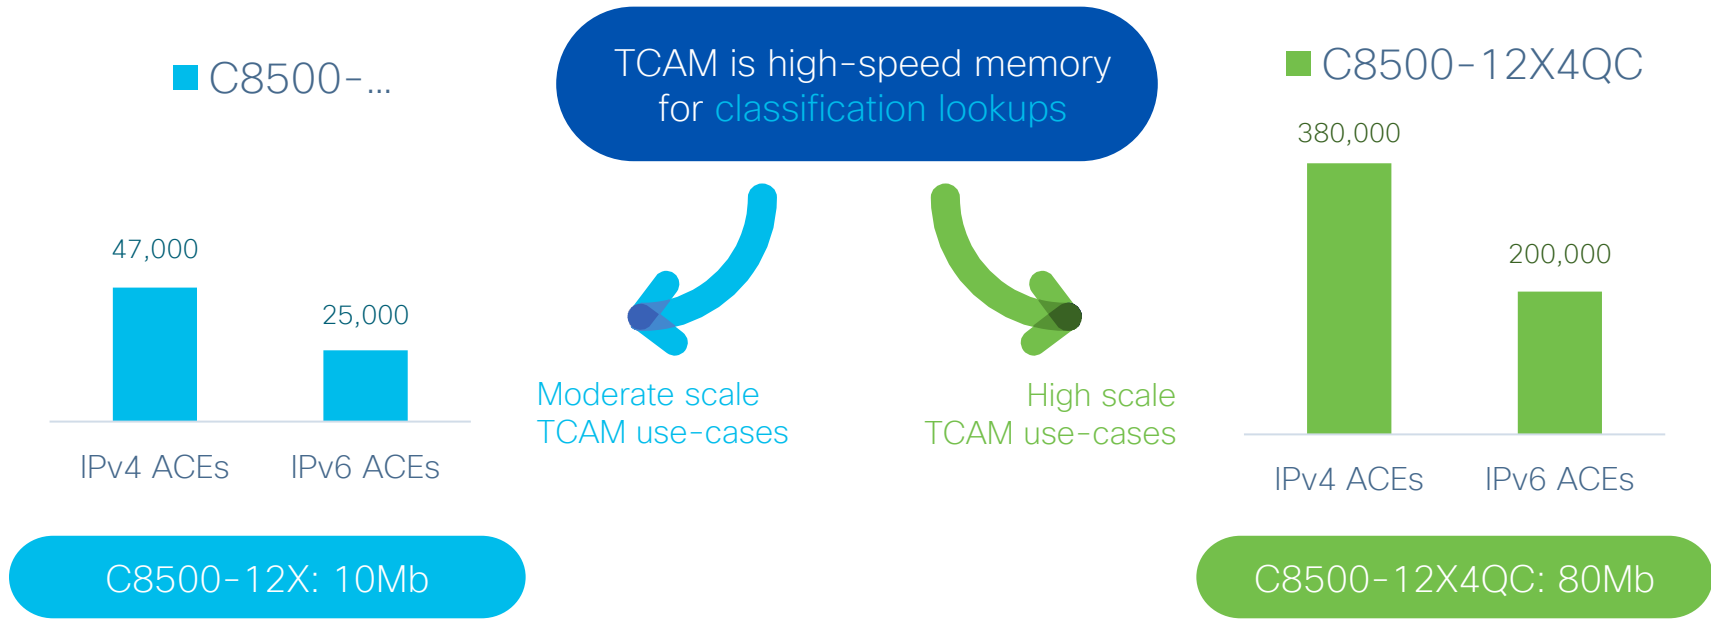 TCAM is high-speed memory
for classification lookups
C8500-...
47,000
25,000
IPv4 ACEs
IPv6 ACEs
C8500-12X: 10Mb
Moderate scale
TCAM use-cases
High scale
TCAM use-cases
C8500-12X4QC
380,000
200,000
IPv4 ACEs
IPv6 ACEs
C8500-12X4QC: 80Mb